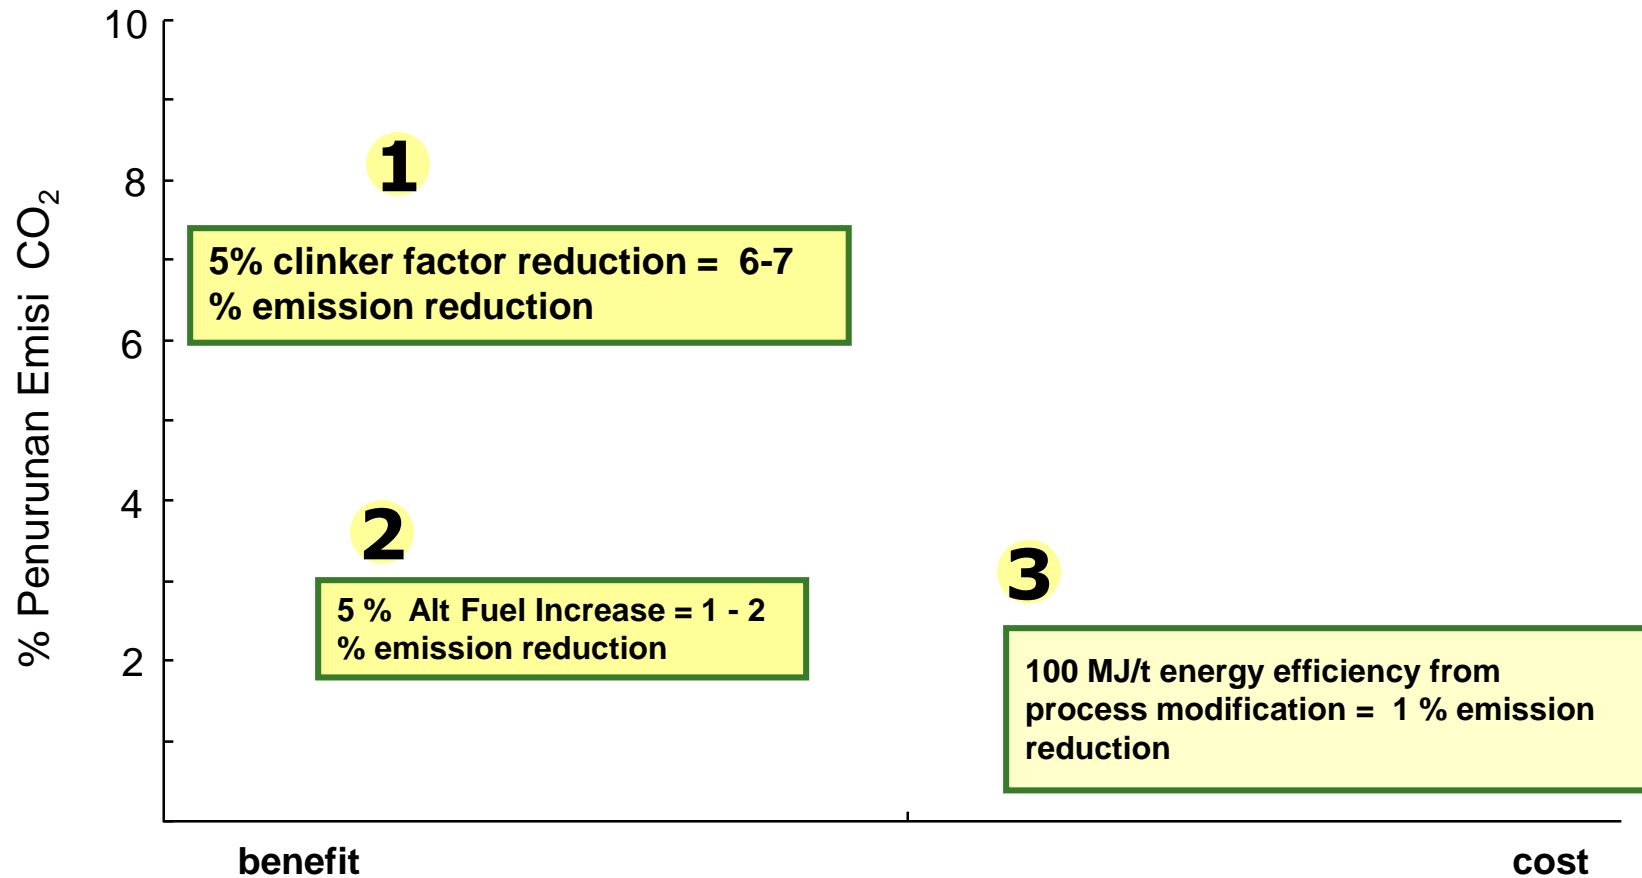 10
8
6
4
2
% Penurunan Emisi CO₂
1
5% clinker factor reduction = 6-7
% emission reduction
2
5 % Alt Fuel Increase = 1 - 2
% emission reduction
3
100 MJ/t energy efficiency from
process modification = 1 % emission
reduction
benefit
cost